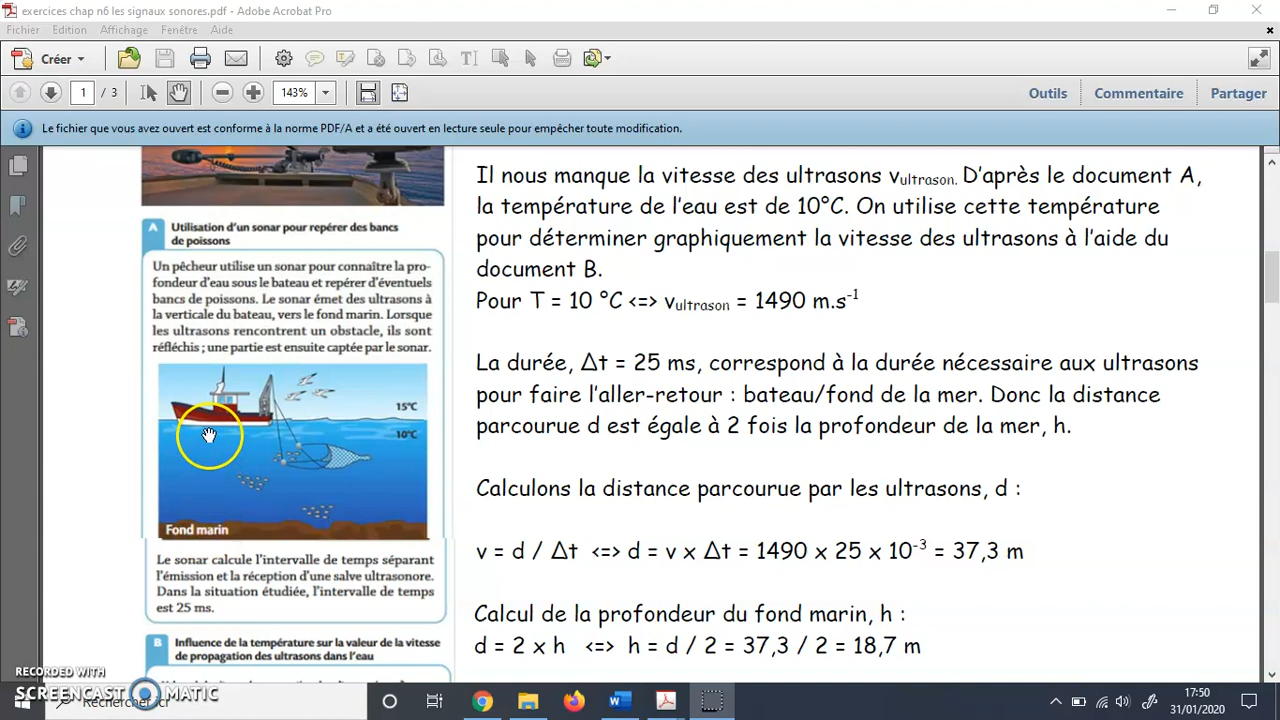 exercices chap n6 les signaux sonores.pdf - Adobe Acrobat Pro
Fichier Edition Affichage Fenêtre Aide
Créer
1 / 3 143% Outils Commentaire Partager
Le fichier que vous avez ouvert est conforme à la norme PDF/A et a été ouvert en lecture seule pour empêcher toute modification.
A Utilisation d'un sonar pour repérer des bancs
de poissons
Un pêcheur utilise un sonar pour connaître la pro-
fondeur d'eau sous le bateau et repérer d'éventuels
bancs de poissons. Le sonar émet des ultrasons à
la verticale du bateau, vers le fond marin. Lorsque
les ultrasons rencontrent un obstacle, ils sont
réfléchis ; une partie est ensuite captée par le sonar.
15°C
10°C
Fond marin
Le sonar calcule l'intervalle de temps séparant
l'émission et la réception d'une salve ultrasonore.
Dans la situation étudiée, l'intervalle de temps
est 25 ms.
B Influence de la température sur la valeur de la vitesse
de propagation des ultrasons dans l'eau
Il nous manque la vitesse des ultrasons vultrason. D'après le document A,
la température de l'eau est de 10°C. On utilise cette température
pour déterminer graphiquement la vitesse des ultrasons à l'aide du
document B.
Pour T = 10 °C <=> vultrason = 1490 m.s-1
La durée, Δt = 25 ms, correspond à la durée nécessaire aux ultrasons
pour faire l'aller-retour : bateau/fond de la mer. Donc la distance
parcourue d est égale à 2 fois la profondeur de la mer, h.
Calculons la distance parcourue par les ultrasons, d :
v = d / Δt <=> d = v x Δt = 1490 x 25 x 10-3 = 37,3 m
Calcul de la profondeur du fond marin, h :
d = 2 x h <=> h = d / 2 = 37,3 / 2 = 18,7 m
RECORDED WITH
SCREENCAST MATIC
Rechercher ici
17:50
31/01/2020